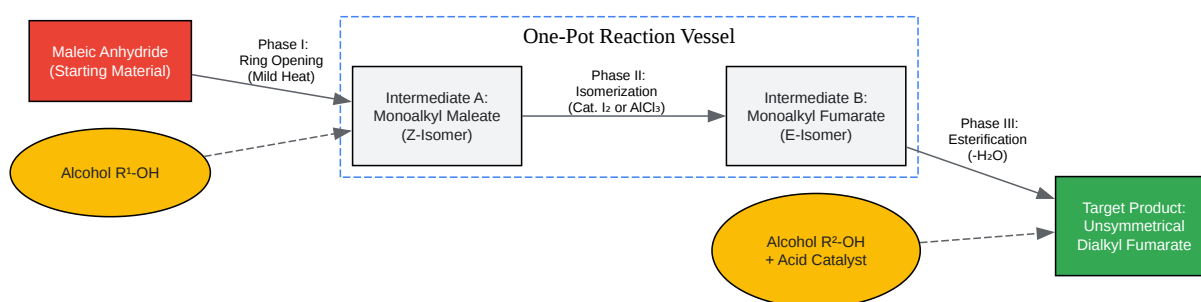 One-Pot Reaction Vessel
Maleic Anhydride
(Starting Material)
Phase I:
Ring Opening
(Mild Heat)
Alcohol R¹-OH
Intermediate A:
Monoalkyl Maleate
(Z-Isomer)
Phase II:
Isomerization
(Cat. I₂ or AlCl₃)
Intermediate B:
Monoalkyl Fumarate
(E-Isomer)
Phase III:
Esterification
(-H₂O)
Alcohol R²-OH
+ Acid Catalyst
Target Product:
Unsymmetrical
Dialkyl Fumarate